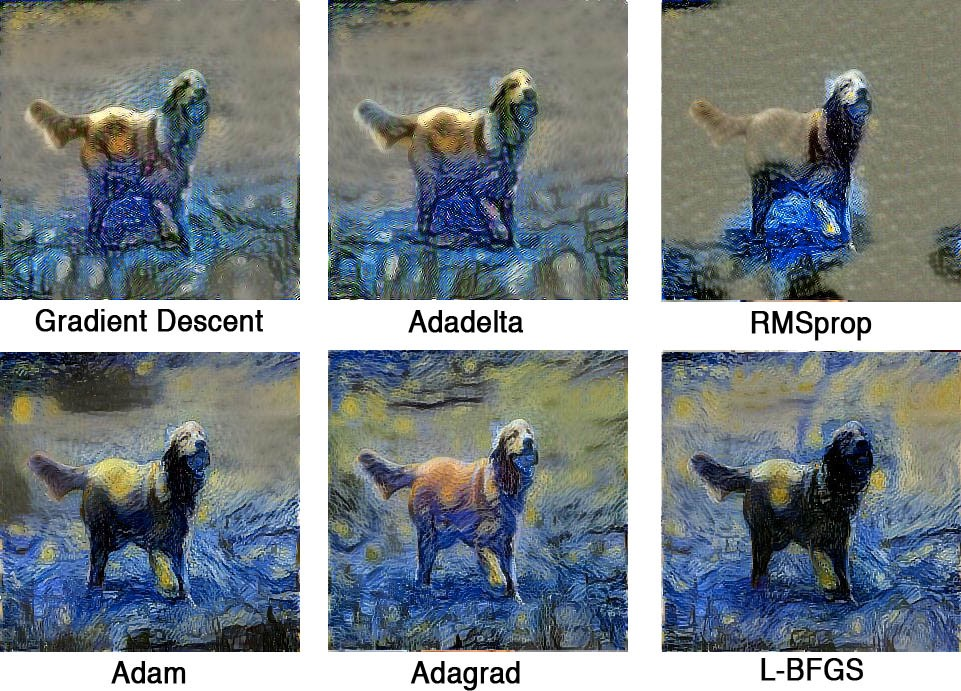 Gradient Descent
Adadelta
RMSprop
Adam
Adagrad
L-BFGS